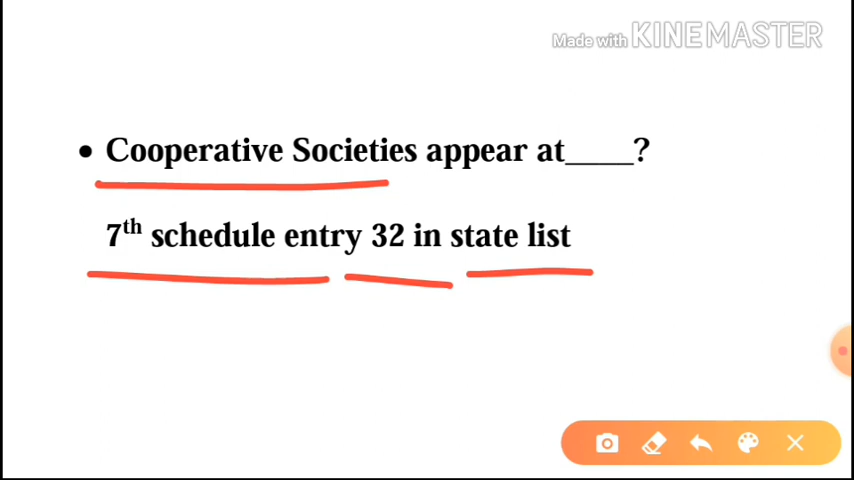 Made with KINEMASTER
• Cooperative Societies appear at____?
7th schedule entry 32 in state list